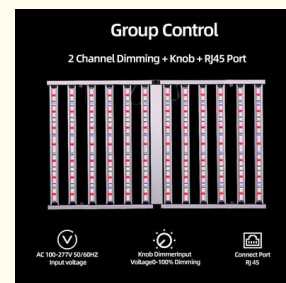 Group Control
2 Channel Dimming + Knob + RJ45 Port
AC 100-277V 50/60HZ
Input voltage
Knob DimmerInput
Voltage0-100% Dimming
Connect Port
RJ 45